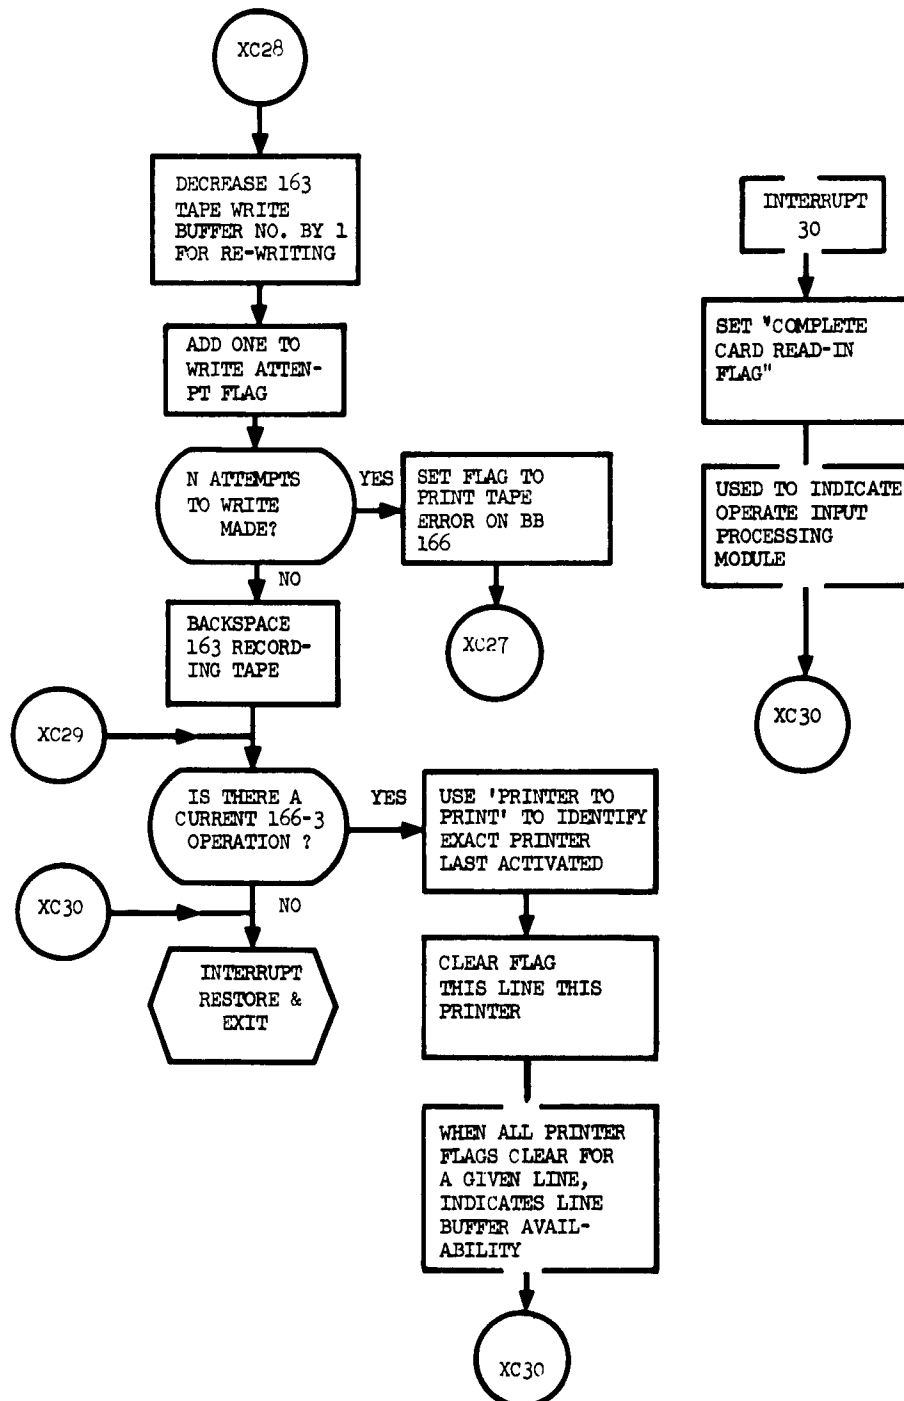 XC28
DECREASE 163
TAPE WRITE
BUFFER NO. BY 1
FOR RE-WRITING
ADD ONE TO
WRITE ATTEN-
PT FLAG
N ATTEMPTS
TO WRITE
MADE?
YES
SET FLAG TO
PRINT TAPE
ERROR ON BB
166
XC27
NO
BACKSPACE
163 RECORD-
ING TAPE
XC29
IS THERE A
CURRENT 166-3
OPERATION ?
YES
USE 'PRINTER TO
PRINT' TO IDENTIFY
EXACT PRINTER
LAST ACTIVATED
XC30
NO
INTERRUPT
RESTORE &
EXIT
CLEAR FLAG
THIS LINE THIS
PRINTER
WHEN ALL PRINTER
FLAGS CLEAR FOR
A GIVEN LINE,
INDICATES LINE
BUFFER AVAIL-
ABILITY
XC30
INTERRUPT
30
SET "COMPLETE
CARD READ-IN
FLAG"
USED TO INDICATE
OPERATE INPUT
PROCESSING
MODULE
XC30